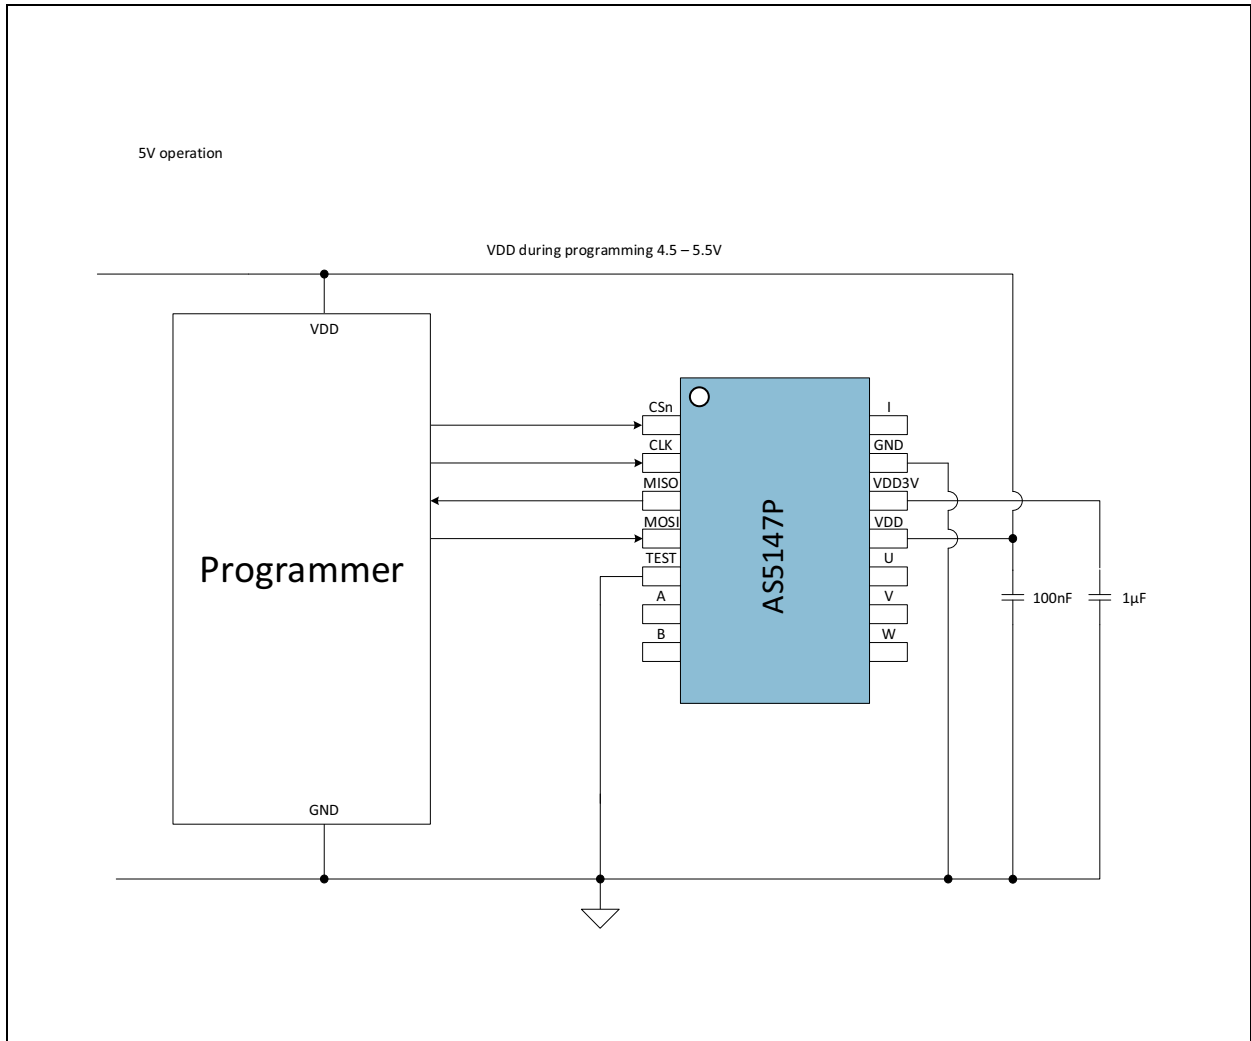 5V operation
VDD during programming 4.5 – 5.5V
VDD
Programmer
GND
CSn
CLK
MISO
MOSI
TEST
A
B
AS5147P
I
GND
VDD3V
VDD
U
V
W
100nF
1µF